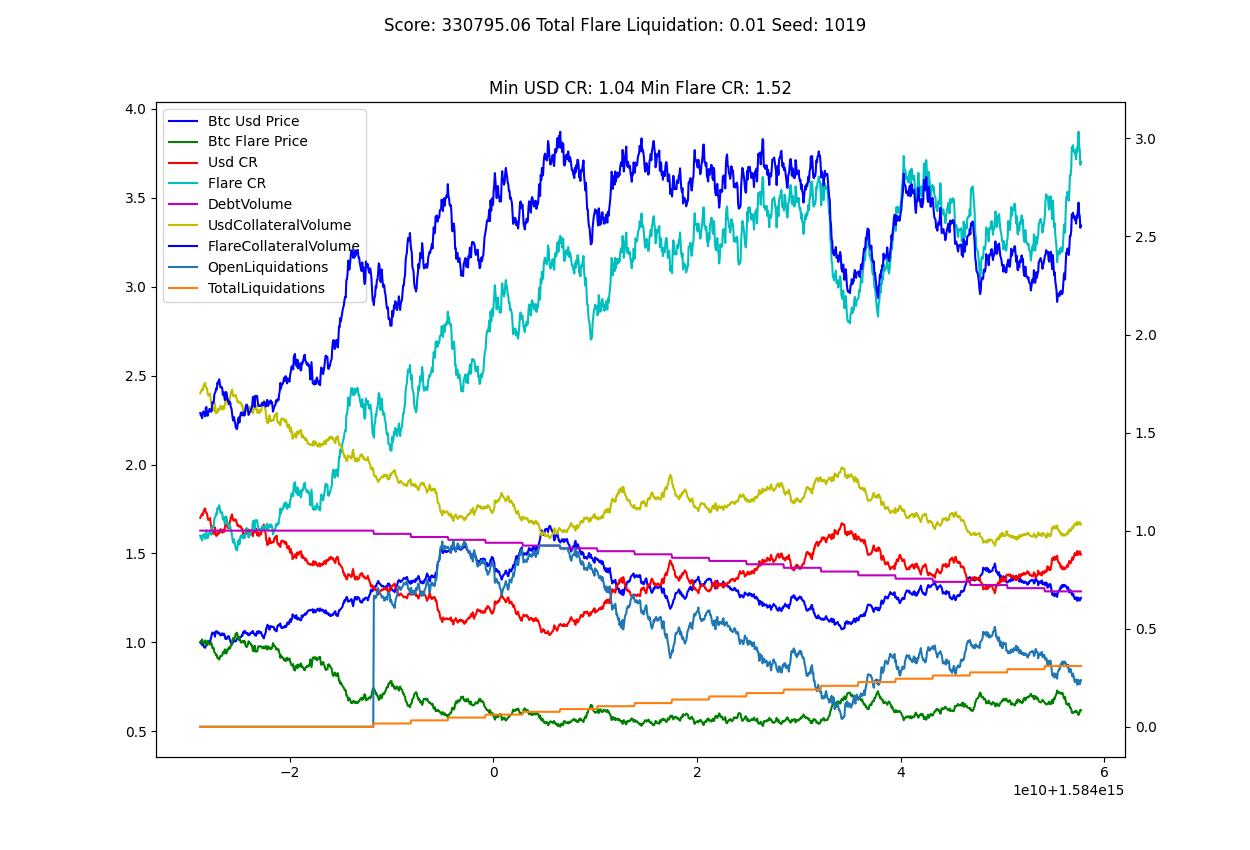 Score: 330795.06 Total Flare Liquidation: 0.01 Seed: 1019
Min USD CR: 1.04 Min Flare CR: 1.52
Btc Usd Price
Btc Flare Price
Usd CR
Flare CR
DebtVolume
UsdCollateralVolume
FlareCollateralVolume
OpenLiquidations
TotalLiquidations
4.0
3.5
3.0
2.5
2.0
1.5
1.0
0.5
3.0
2.5
2.0
1.5
1.0
0.5
0.0
−2 0 2 4 6
1e10+1.584e15